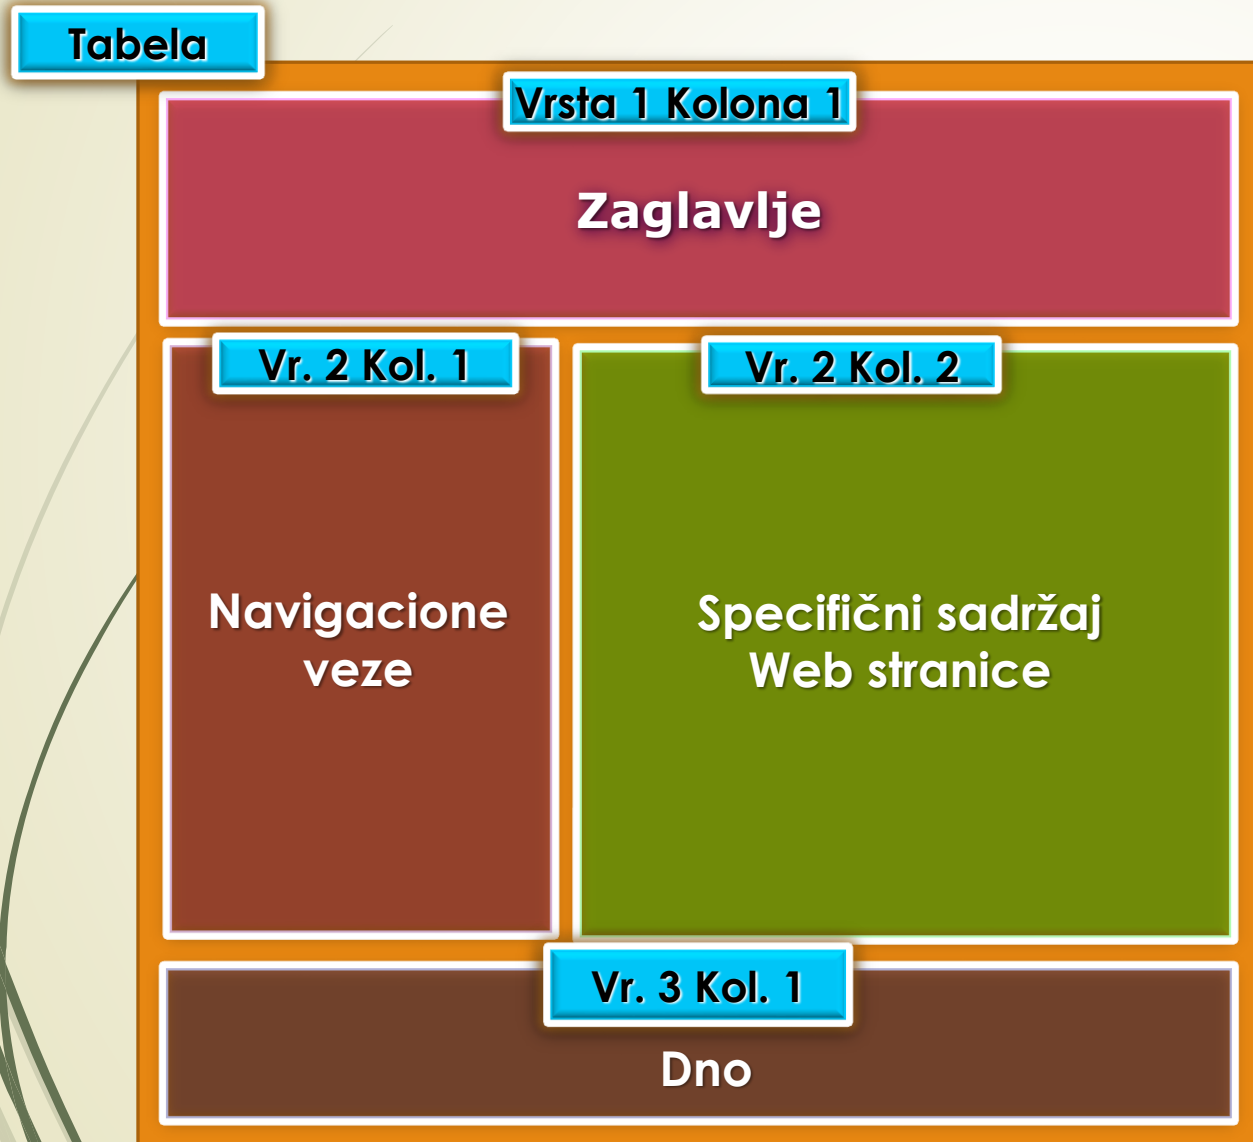 Tabela
Vrsta 1 Kolona 1
Zaglavlje
Vr. 2 Kol. 1
Vr. 2 Kol. 2
Navigacione
veze
Specifični sadržaj
Web stranice
Vr. 3 Kol. 1
Dno